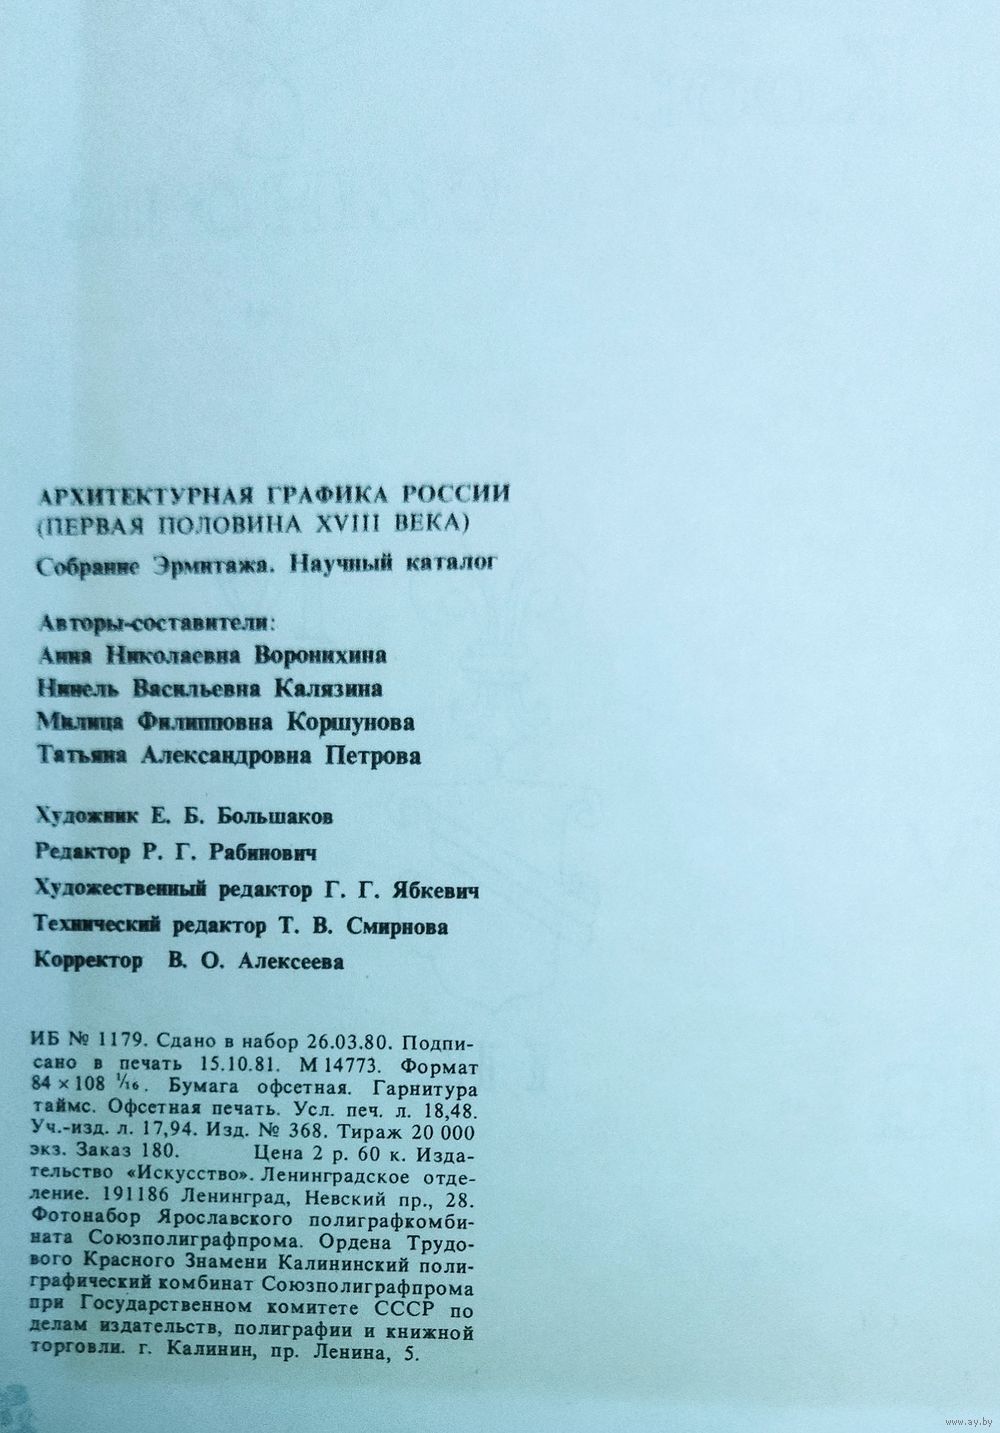 АРХИТЕКТУРНАЯ ГРАФИКА РОССИИ
(ПЕРВАЯ ПОЛОВИНА XVIII ВЕКА)
Собрание Эрмитажа. Научный каталог
Авторы-составители:
Анна Николаевна Воронихина
Нинель Васильевна Калязина
Милица Филипповна Коршунова
Татьяна Александровна Петрова
Художник Е. Б. Большаков
Редактор Р. Г. Рабинович
Художественный редактор Г. Г. Ябкевич
Технический редактор Т. В. Смирнова
Корректор В. О. Алексеева
ИБ № 1179. Сдано в набор 26.03.80. Подпи-
сано в печать 15.10.81. М 14773. Формат
84 × 108 1/16. Бумага офсетная. Гарнитура
таймс. Офсетная печать. Усл. печ. л. 18,48.
Уч.-изд. л. 17,94. Изд. № 368. Тираж 20 000
экз. Заказ 180. Цена 2 р. 60 к. Изда-
тельство «Искусство». Ленинградское отде-
ление. 191186 Ленинград, Невский пр., 28.
Фотонабор Ярославского полиграфкомби-
ната Союзполиграфпрома. Ордена Трудо-
вого Красного Знамени Калининский поли-
графический комбинат Союзполиграфпрома
при Государственном комитете СССР по
делам издательств, полиграфии и книжной
торговли. г. Калинин, пр. Ленина, 5.
www.ay.by